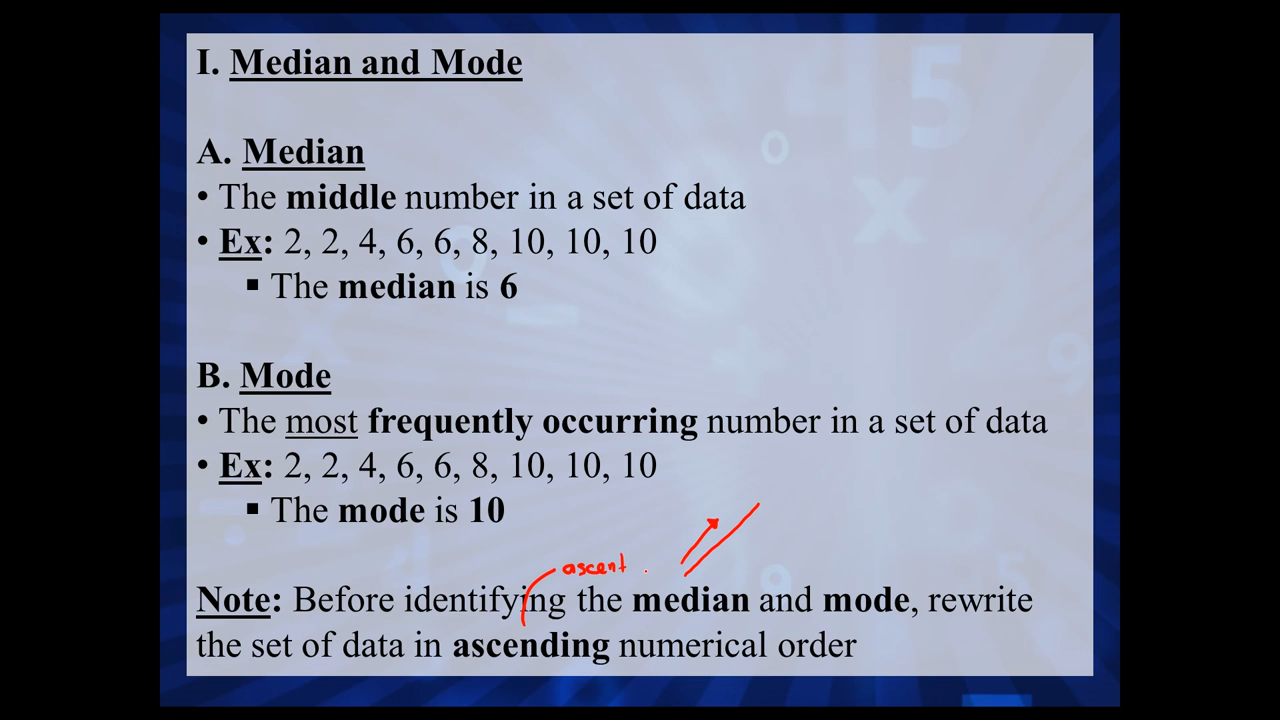 I. Median and Mode
A. Median
• The middle number in a set of data
• Ex: 2, 2, 4, 6, 6, 8, 10, 10, 10
▪ The median is 6
B. Mode
• The most frequently occurring number in a set of data
• Ex: 2, 2, 4, 6, 6, 8, 10, 10, 10
▪ The mode is 10
ascent
Note: Before identifying the median and mode, rewrite
the set of data in ascending numerical order